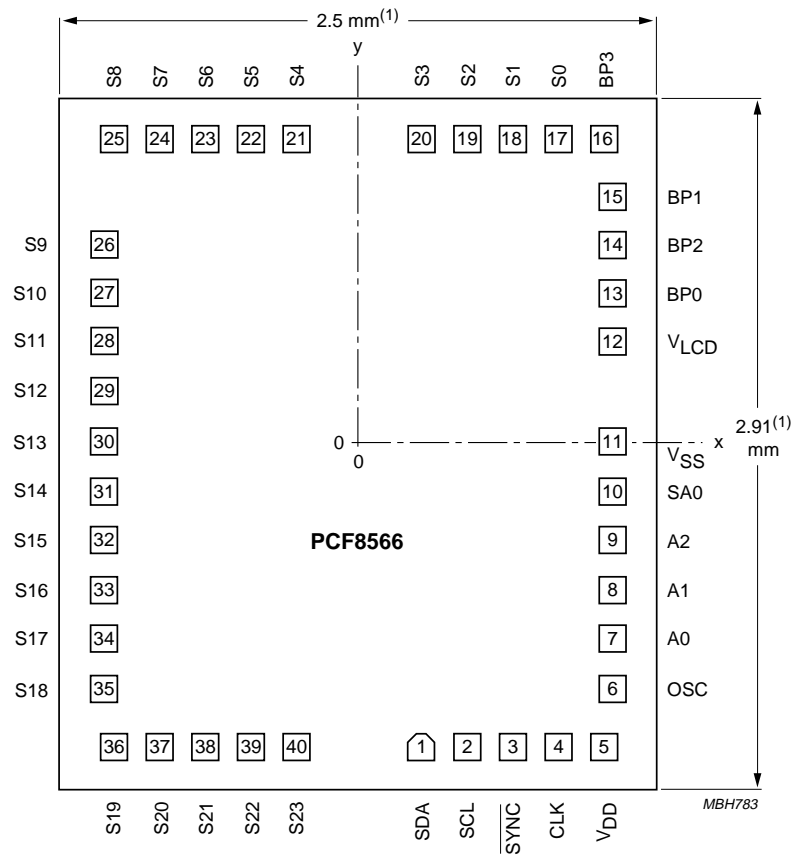 2.5 mm(1)
y
S8 S7 S6 S5 S4 S3 S2 S1 S0 BP3
25 24 23 22 21 20 19 18 17 16
15 BP1
S9 26 14 BP2
S10 27 13 BP0
S11 28 12 VLCD
S12 29
S13 30 0 11 x 2.91(1)
0 VSS mm
S14 31 10 SA0
S15 32 PCF8566 9 A2
S16 33 8 A1
S17 34 7 A0
S18 35 6 OSC
36 37 38 39 40 1 2 3 4 5
S19 S20 S21 S22 S23 SDA SCL SYNC CLK VDD
MBH783